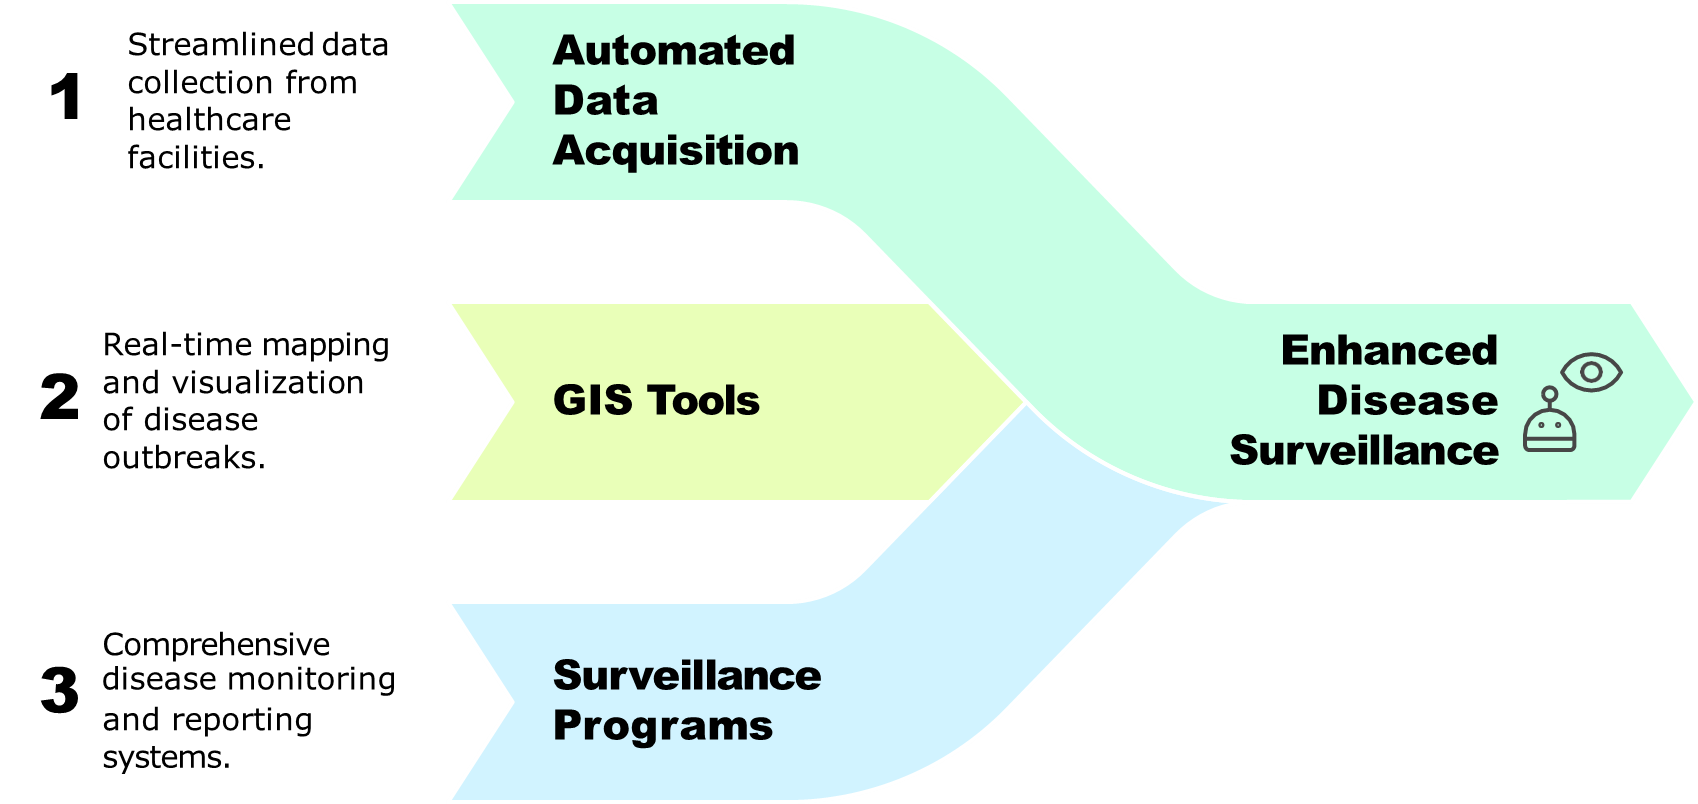 1
Streamlined data
collection from
healthcare
facilities.
Automated
Data
Acquisition
2
Real-time mapping
and visualization
of disease
outbreaks.
GIS Tools
Enhanced
Disease
Surveillance
3
Comprehensive
disease monitoring
and reporting
systems.
Surveillance
Programs